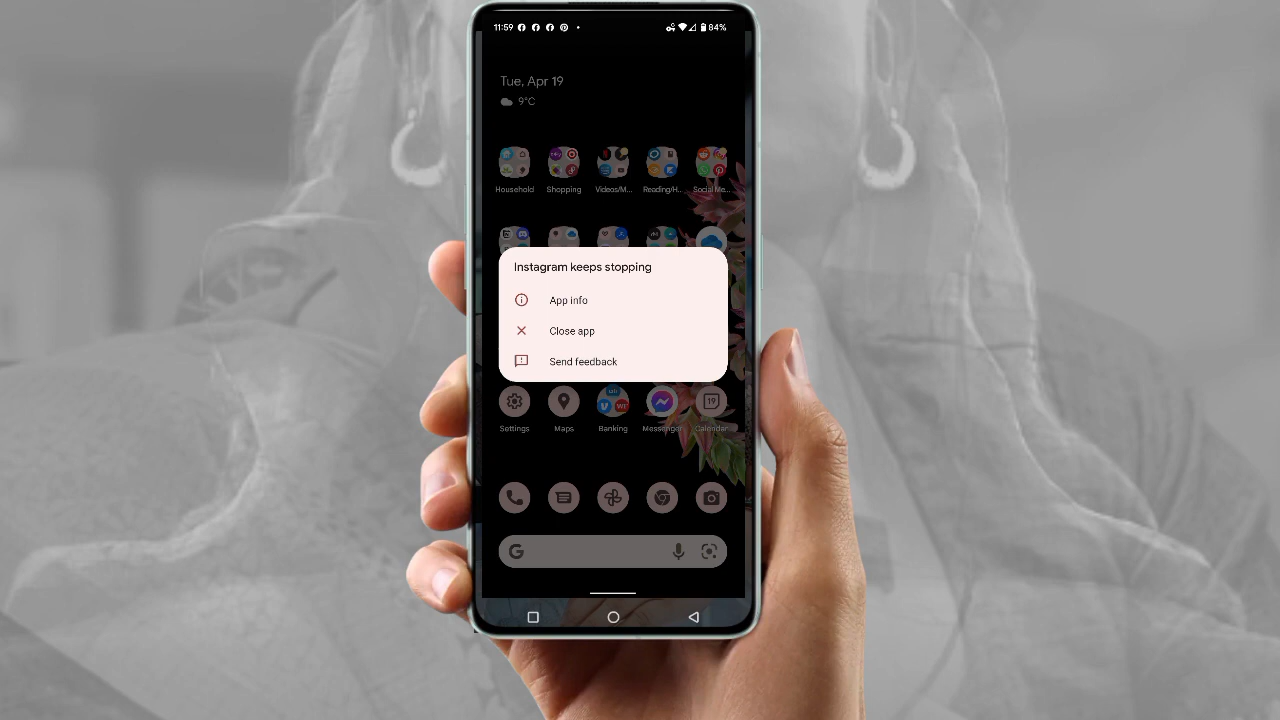 11:59
84%
Tue, Apr 19
9°C
Household Shopping Videos/M... Reading/H.. Social Me...
Instagram keeps stopping
App info
Close app
Send feedback
19
Settings Maps Banking Messenger Calendar
G